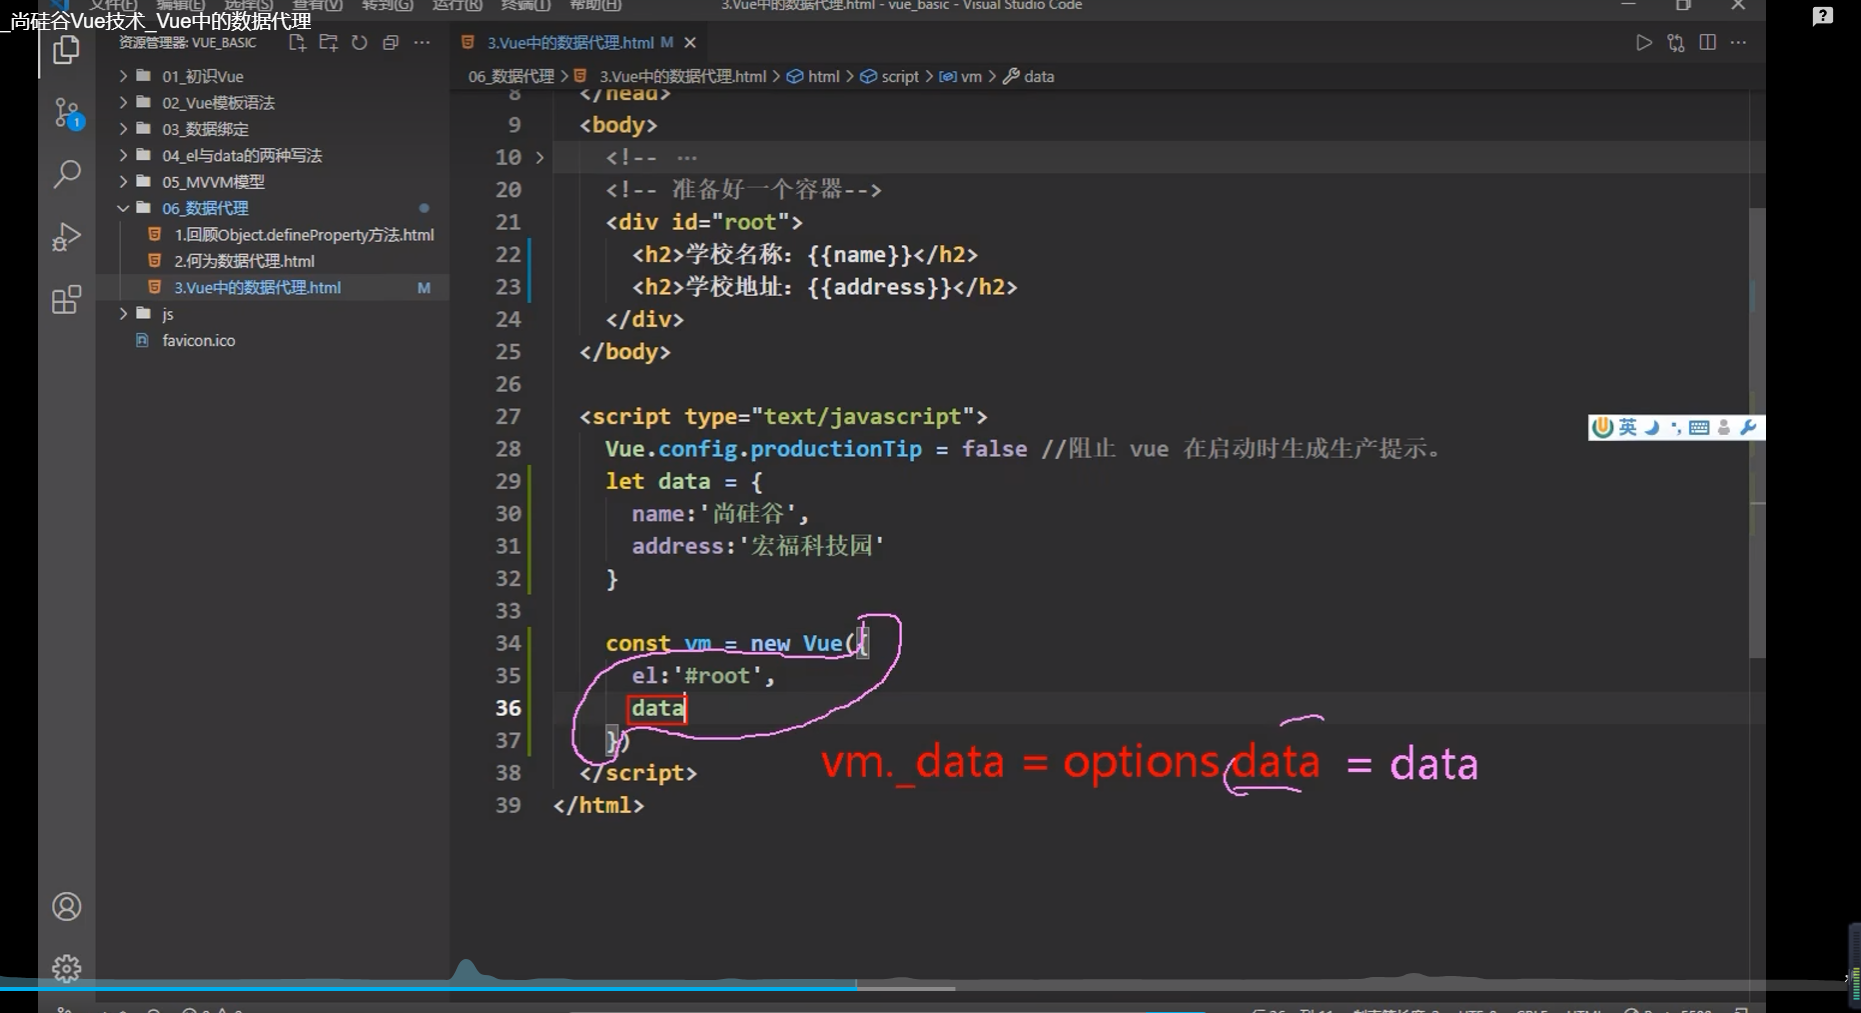 _尚硅谷Vue技术_Vue中的数据代理
文件(F) 编辑(E) 选择(S) 查看(V) 转到(G) 运行(R) 终端(T) 帮助(H)
3.Vue中的数据代理.html - vue_basic - Visual Studio Code
资源管理器: VUE_BASIC
01_初识Vue
02_Vue模板语法
03_数据绑定
04_el与data的两种写法
05_MVVM模型
06_数据代理
1.回顾Object.defineProperty方法.html
2.何为数据代理.html
3.Vue中的数据代理.html M
js
favicon.ico
1
3.Vue中的数据代理.html M
06_数据代理 > 3.Vue中的数据代理.html > html > script > vm > data
8 </head>
9 <body>
10 <!-- ...
20 <!-- 准备好一个容器-->
21 <div id="root">
22 <h2>学校名称：{{name}}</h2>
23 <h2>学校地址：{{address}}</h2>
24 </div>
25 </body>
26
27 <script type="text/javascript">
28 Vue.config.productionTip = false //阻止 vue 在启动时生成生产提示。
29 let data = {
30 name:'尚硅谷',
31 address:'宏福科技园'
32 }
33
34 const vm = new Vue({
35 el:'#root',
36 data
37 })
38 </script>
39 </html>
vm._data = options.data = data
英